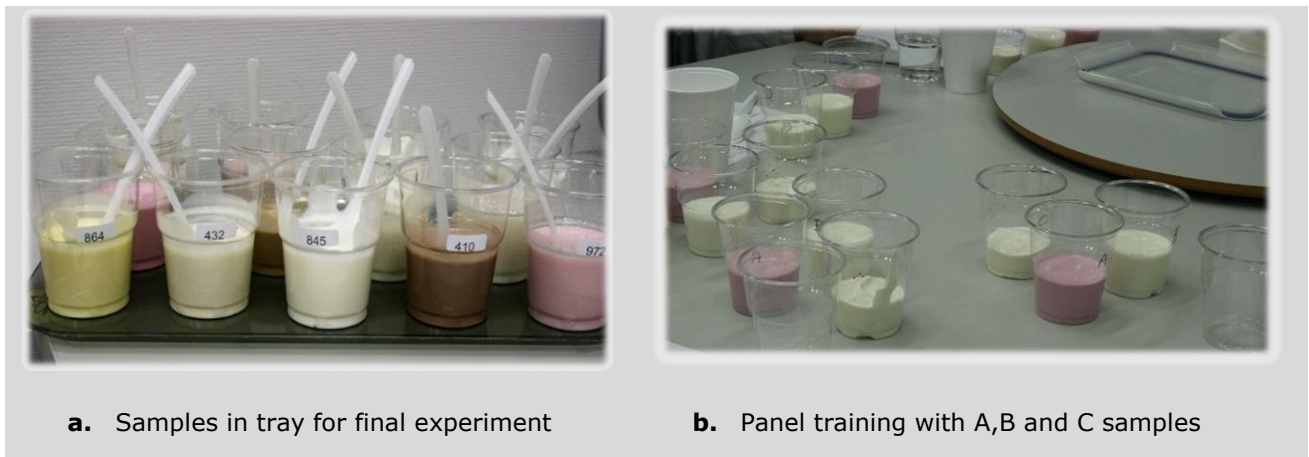 864
432
845
410
972
A
C
A
a. Samples in tray for final experiment
b. Panel training with A,B and C samples